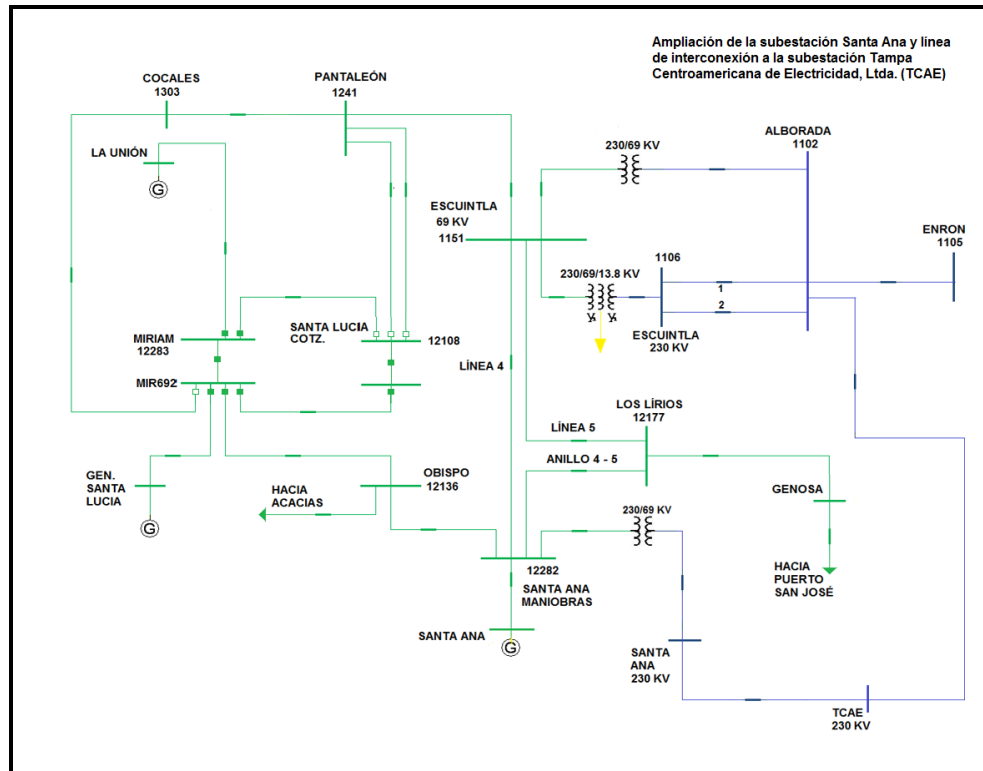 Ampliación de la subestación Santa Ana y línea
de interconexión a la subestación Tampa
Centroamericana de Electricidad, Ltda. (TCAE)
COCALES
1303
PANTALEÓN
1241
LA UNIÓN
G
230/69 KV
ALBORADA
1102
ESCUINTLA
69 KV
1151
ENRON
1105
230/69/13.8 KV
1106
1
2
ESCUINTLA
230 KV
MIRIAM
12283
SANTA LUCIA
COTZ.
12108
MIR692
LÍNEA 4
LOS LÍRIOS
12177
LÍNEA 5
ANILLO 4 - 5
GEN.
SANTA
LUCIA
G
OBISPO
12136
HACIA
ACACIAS
GENOSA
230/69 KV
12282
SANTA ANA
MANIOBRAS
HACIA
PUERTO
SAN JOSÉ
SANTA ANA
G
SANTA
ANA
230 KV
TCAE
230 KV